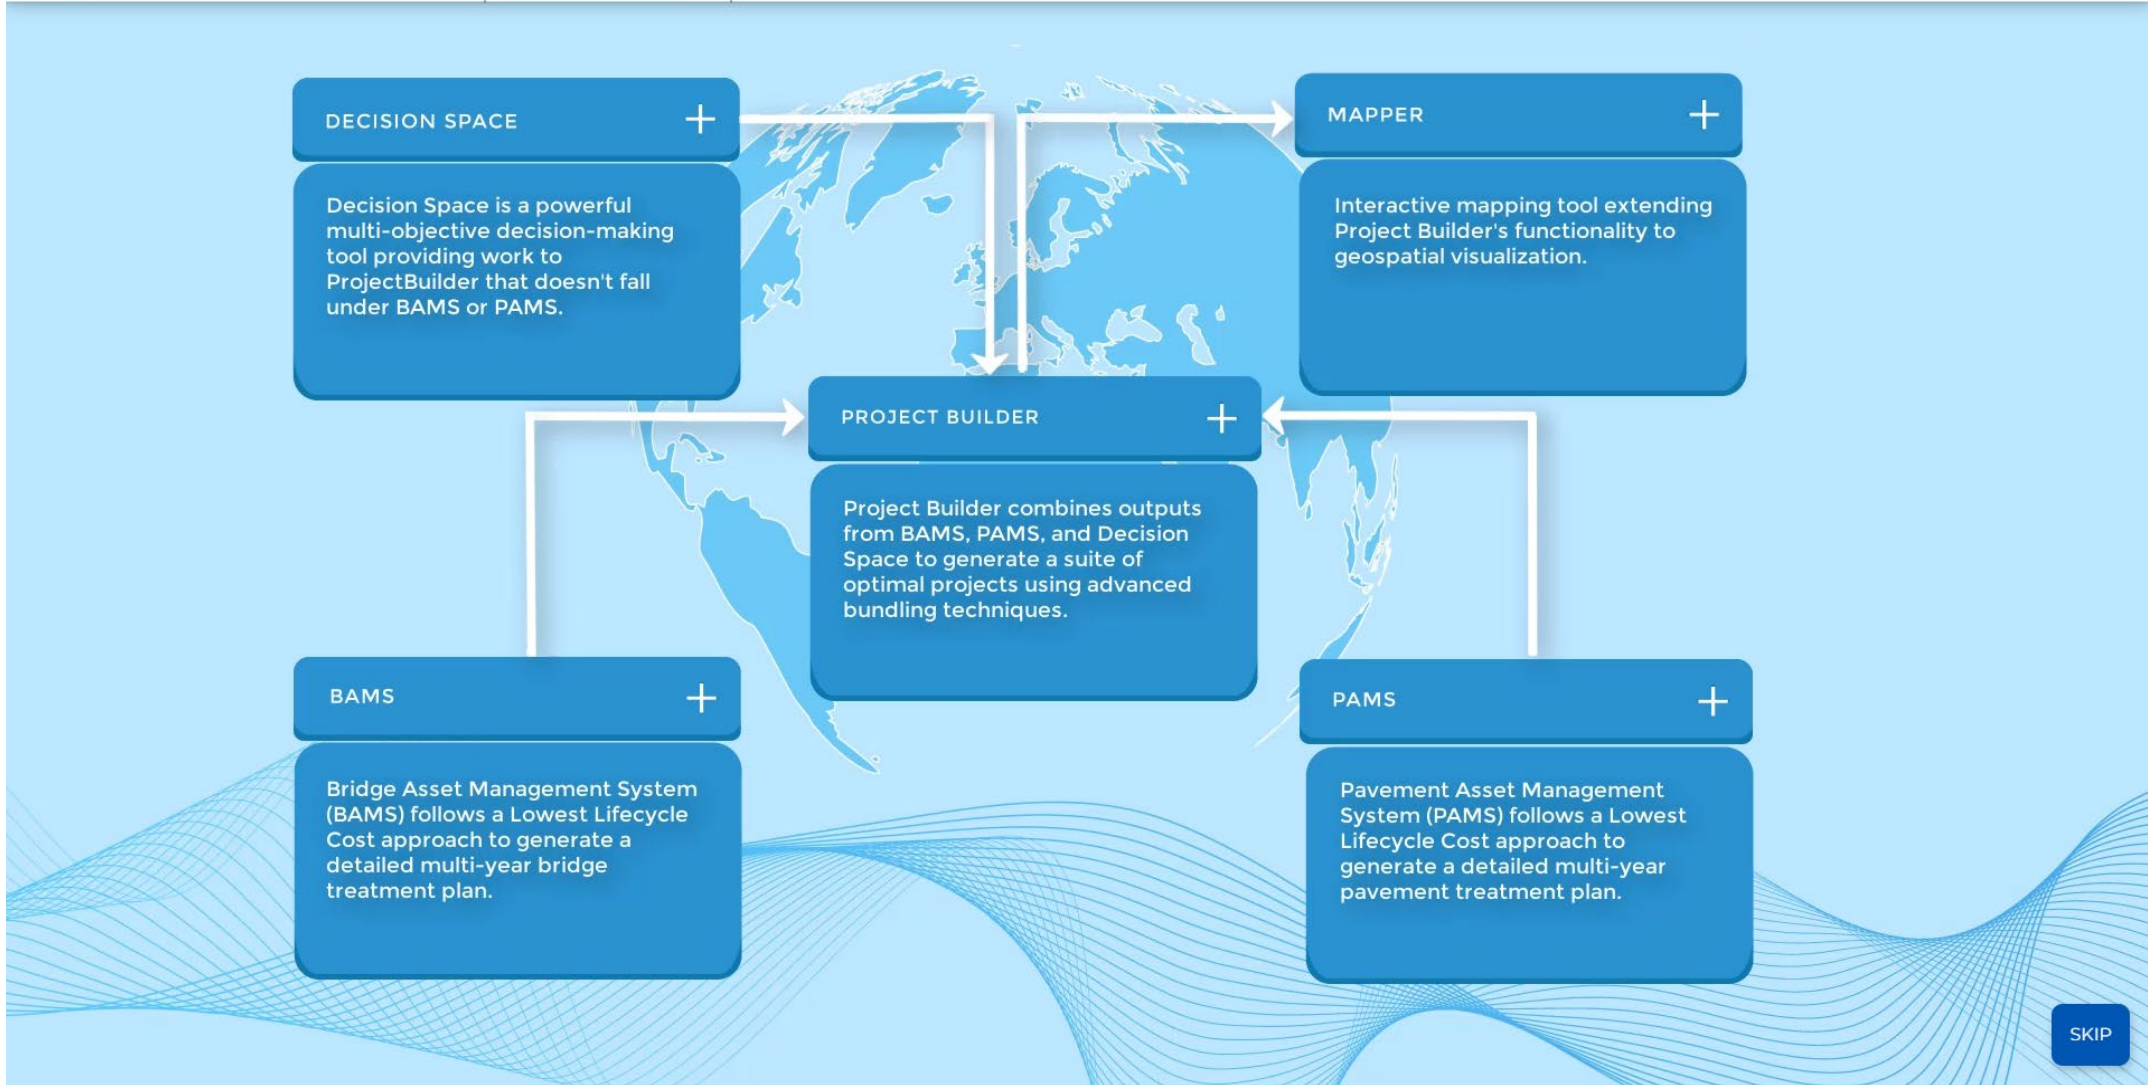 DECISION SPACE
Decision Space is a powerful
multi-objective decision-making
tool providing work to
ProjectBuilder that doesn't fall
under BAMS or PAMS.
MAPPER
Interactive mapping tool extending
Project Builder's functionality to
geospatial visualization.
PROJECT BUILDER
Project Builder combines outputs
from BAMS, PAMS, and Decision
Space to generate a suite of
optimal projects using advanced
bundling techniques.
BAMS
Bridge Asset Management System
(BAMS) follows a Lowest Lifecycle
Cost approach to generate a
detailed multi-year bridge
treatment plan.
PAMS
Pavement Asset Management
System (PAMS) follows a Lowest
Lifecycle Cost approach to
generate a detailed multi-year
pavement treatment plan.
SKIP